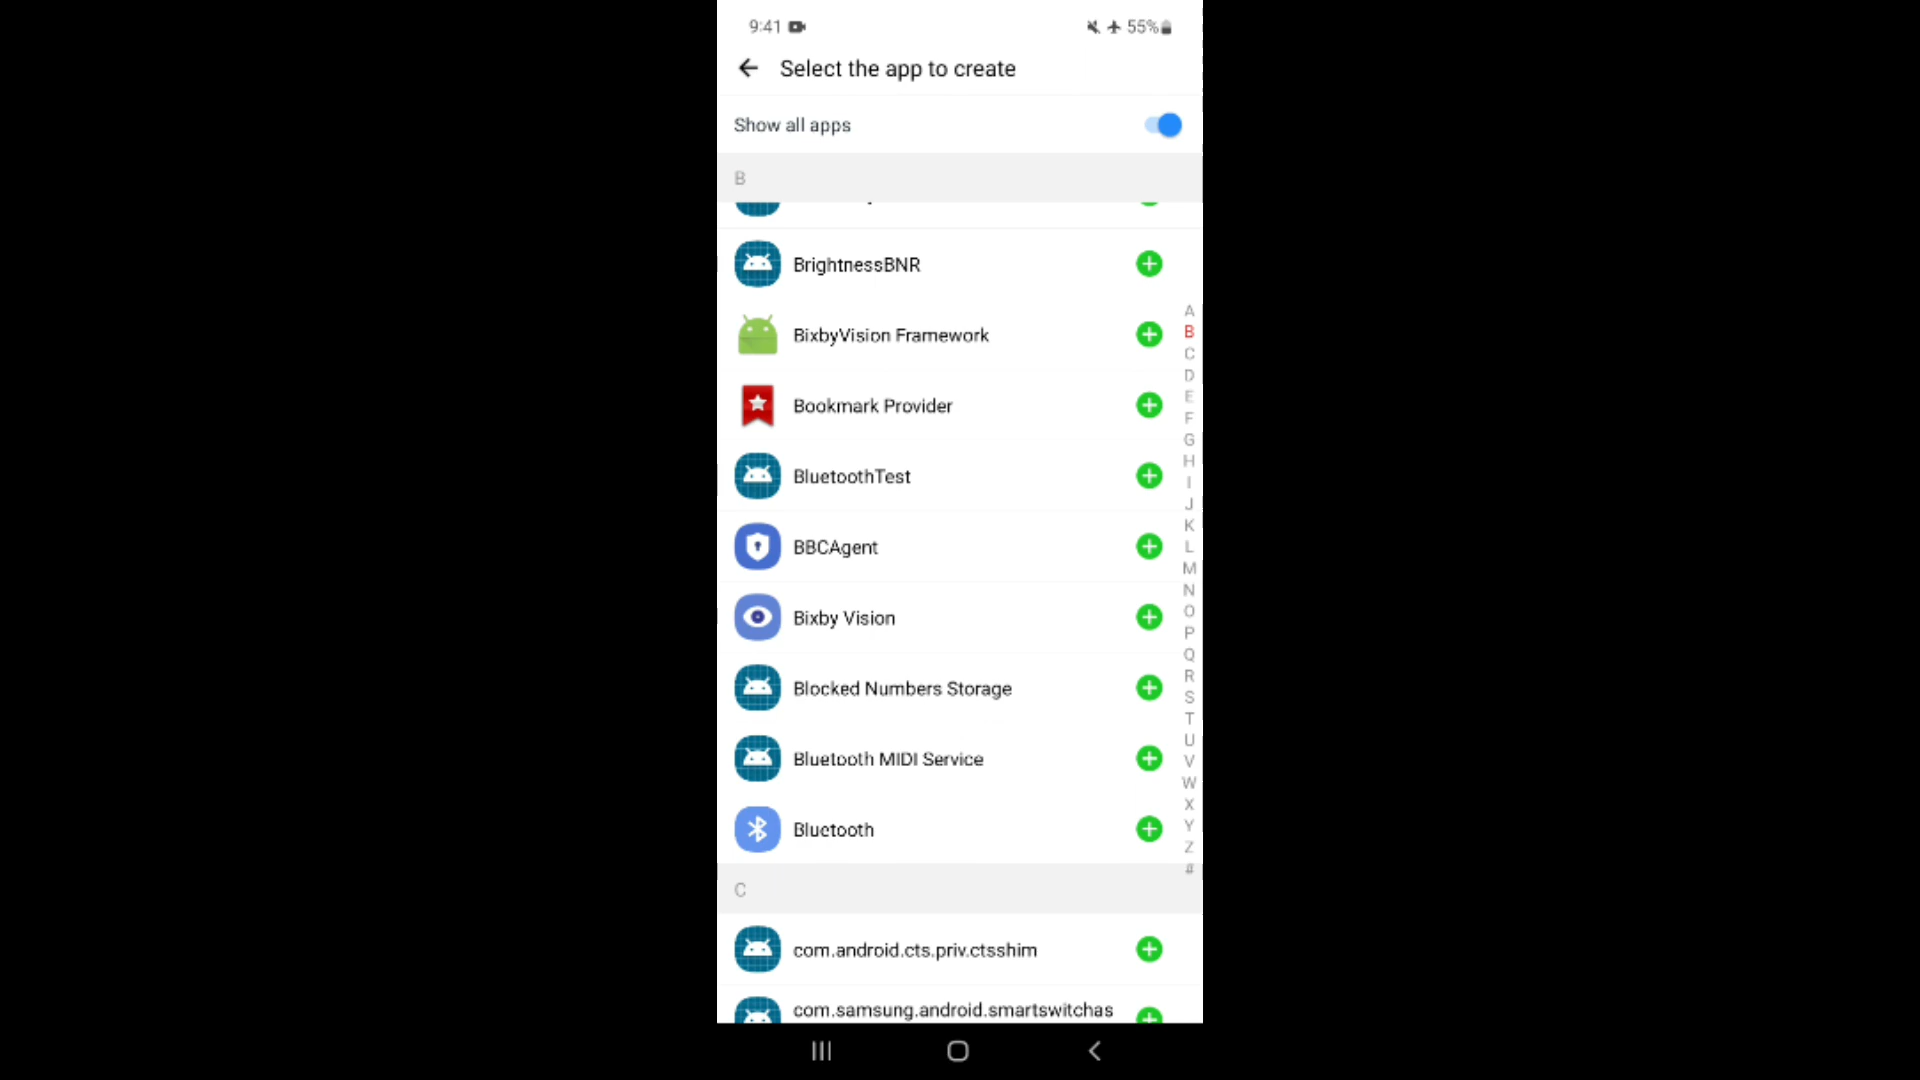 9:41 55%
Select the app to create
Show all apps
B
BrightnessBNR
BixbyVision Framework
Bookmark Provider
BluetoothTest
BBCAgent
Bixby Vision
Blocked Numbers Storage
Bluetooth MIDI Service
Bluetooth
C
com.android.cts.priv.ctsshim
com.samsung.android.smartswitchas
A
B
C
D
E
F
G
H
I
J
K
L
M
N
O
P
Q
R
S
T
U
V
W
X
Y
Z
#